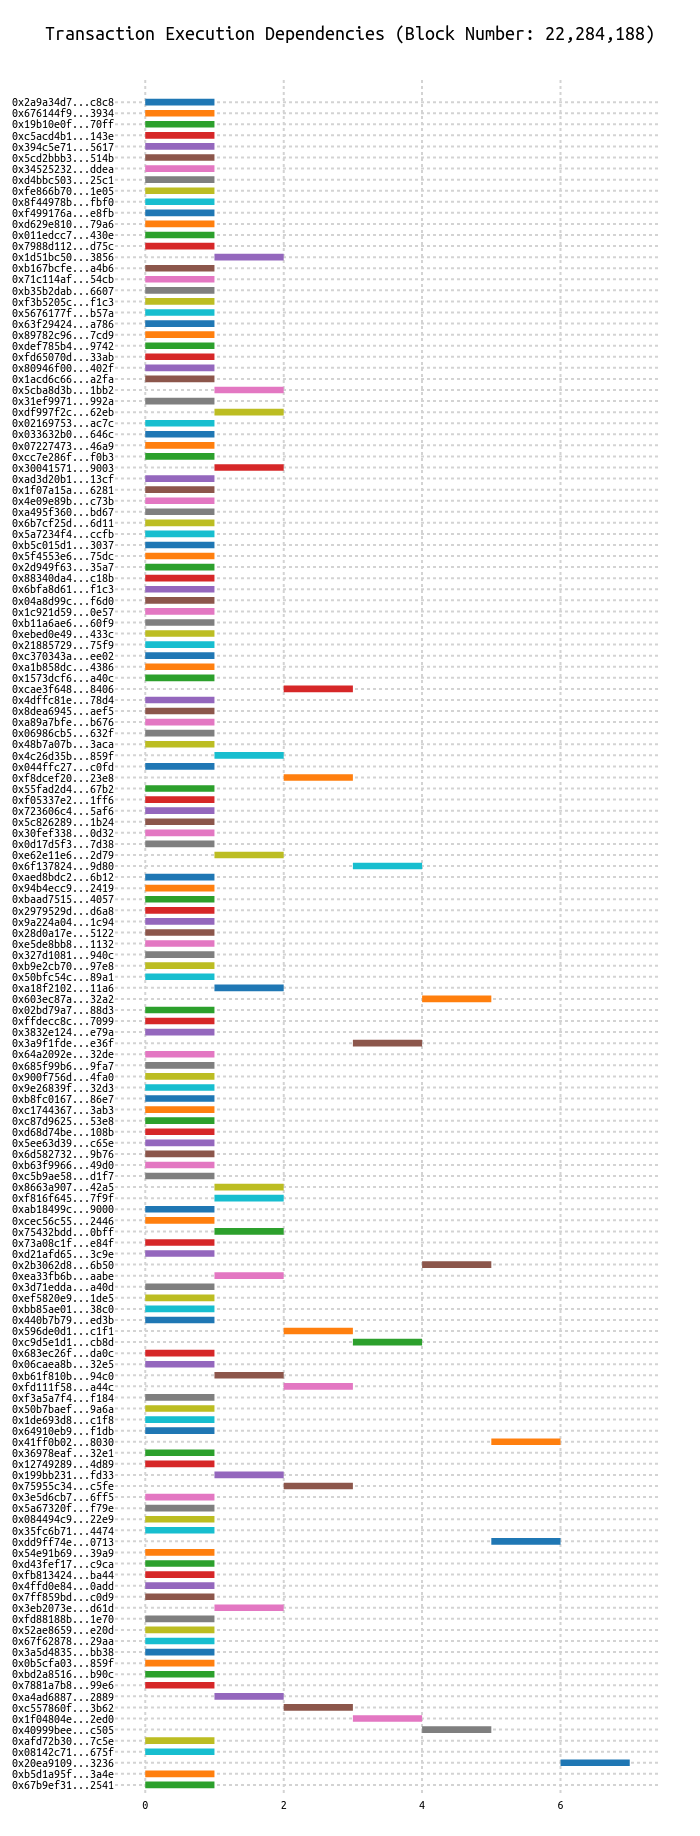 Transaction Execution Dependencies (Block Number: 22,284,188)
0x2a9a34d7...c8c8
0x676144f9...3934
0x19b10e0f...70ff
0xc5acd4b1...143e
0x394c5e71...5617
0x5cd2bbb3...514b
0x34525232...ddea
0xd4bbc503...25c1
0xfe866b70...1e05
0x8f44978b...fbf0
0xf499176a...e8fb
0xd629e810...79a6
0x011edcc7...430e
0x7988d112...d75c
0x1d51bc50...3856
0xb167bcfe...a4b6
0x71c114af...54cb
0xb35b2dab...6607
0xf3b5205c...f1c3
0x5676177f...b57a
0x63f29424...a786
0x89782c96...7cd9
0xdef785b4...9742
0xfd65070d...33ab
0x80946f00...402f
0x1acd6c66...a2fa
0x5cba8d3b...1bb2
0x31ef9971...992a
0xdf997f2c...62eb
0x02169753...ac7c
0x033632b0...646c
0x07227473...46a9
0xcc7e286f...f0b3
0x30041571...9003
0xad3d20b1...13cf
0x1f07a15a...6281
0x4e09e89b...c73b
0xa495f360...bd67
0x6b7cf25d...6d11
0x5a7234f4...ccfb
0xb5c015d1...3037
0x5f4553e6...75dc
0x2d949f63...35a7
0x88340da4...c18b
0x6bfa8d61...f1c3
0x04a8d99c...f6d0
0x1c921d59...0e57
0xb11a6ae6...60f9
0xebed0e49...433c
0x21885729...75f9
0xc370343a...ee02
0xa1b858dc...4386
0x1573dcf6...a40c
0xcae3f648...8406
0x4dffc81e...78d4
0x8dea6945...aef5
0xa89a7bfe...b676
0x06986cb5...632f
0x48b7a07b...3aca
0x4c26d35b...859f
0x044ffc27...c0fd
0xf8dcef20...23e8
0x55fad2d4...67b2
0xf05337e2...1ff6
0x723606c4...5af6
0x5c826289...1b24
0x30fef338...0d32
0x0d17d5f3...7d38
0xe62e11e6...2d79
0x6f137824...9d80
0xaed8bdc2...6b12
0x94b4ecc9...2419
0xbaad7515...4057
0x2979529d...d6a8
0x9a224a04...1c94
0x28d0a17e...5122
0xe5de8bb8...1132
0x327d1081...940c
0xb9e2cb70...97e8
0x50bfc54c...89a1
0xa18f2102...11a6
0x603ec87a...32a2
0x02bd79a7...88d3
0xffdecc8c...7099
0x3832e124...e79a
0x3a9f1fde...e36f
0x64a2092e...32de
0x685f99b6...9fa7
0x900f756d...4fa0
0x9e26839f...32d3
0xb8fc0167...86e7
0xc1744367...3ab3
0xc87d9625...53e8
0xd68d74be...108b
0x5ee63d39...c65e
0x6d582732...9b76
0xb63f9966...49d0
0xc5b9ae58...d1f7
0x8663a907...42a5
0xf816f645...7f9f
0xab18499c...9000
0xcec56c55...2446
0x75432bdd...0bff
0x73a08c1f...e84f
0xd21afd65...3c9e
0x2b3062d8...6b50
0xea33fb6b...aabe
0x3d71edda...a40d
0xef5820e9...1de5
0xbb85ae01...38c0
0x440b7b79...ed3b
0x596de0d1...c1f1
0xc9d5e1d1...cb8d
0x683ec26f...da0c
0x06caea8b...32e5
0xb61f810b...94c0
0xfd111f58...a44c
0xf3a5a7f4...f184
0x50b7baef...9a6a
0x1de693d8...c1f8
0x64910eb9...f1db
0x41ff0b02...8030
0x36978eaf...32e1
0x12749289...4d89
0x199bb231...fd33
0x75955c34...c5fe
0x3e5d6cb7...6ff5
0x5a67320f...f79e
0x084494c9...22e9
0x35fc6b71...4474
0xdd9ff74e...0713
0x54e91b69...39a9
0xd43fef17...c9ca
0xfb813424...ba44
0x4ffd0e84...0add
0x7ff859bd...c0d9
0x3eb2073e...d61d
0xfd88188b...1e70
0x52ae8659...e20d
0x67f62878...29aa
0x3a5d4835...bb38
0x0b5cfa03...859f
0xbd2a8516...b90c
0x7881a7b8...99e6
0xa4ad6887...2889
0xc557860f...3b62
0x1f04804e...2ed0
0x40999bee...c505
0xafd72b30...7c5e
0x08142c71...675f
0x20ea9109...3236
0xb5d1a95f...3a4e
0x67b9ef31...2541
0 2 4 6